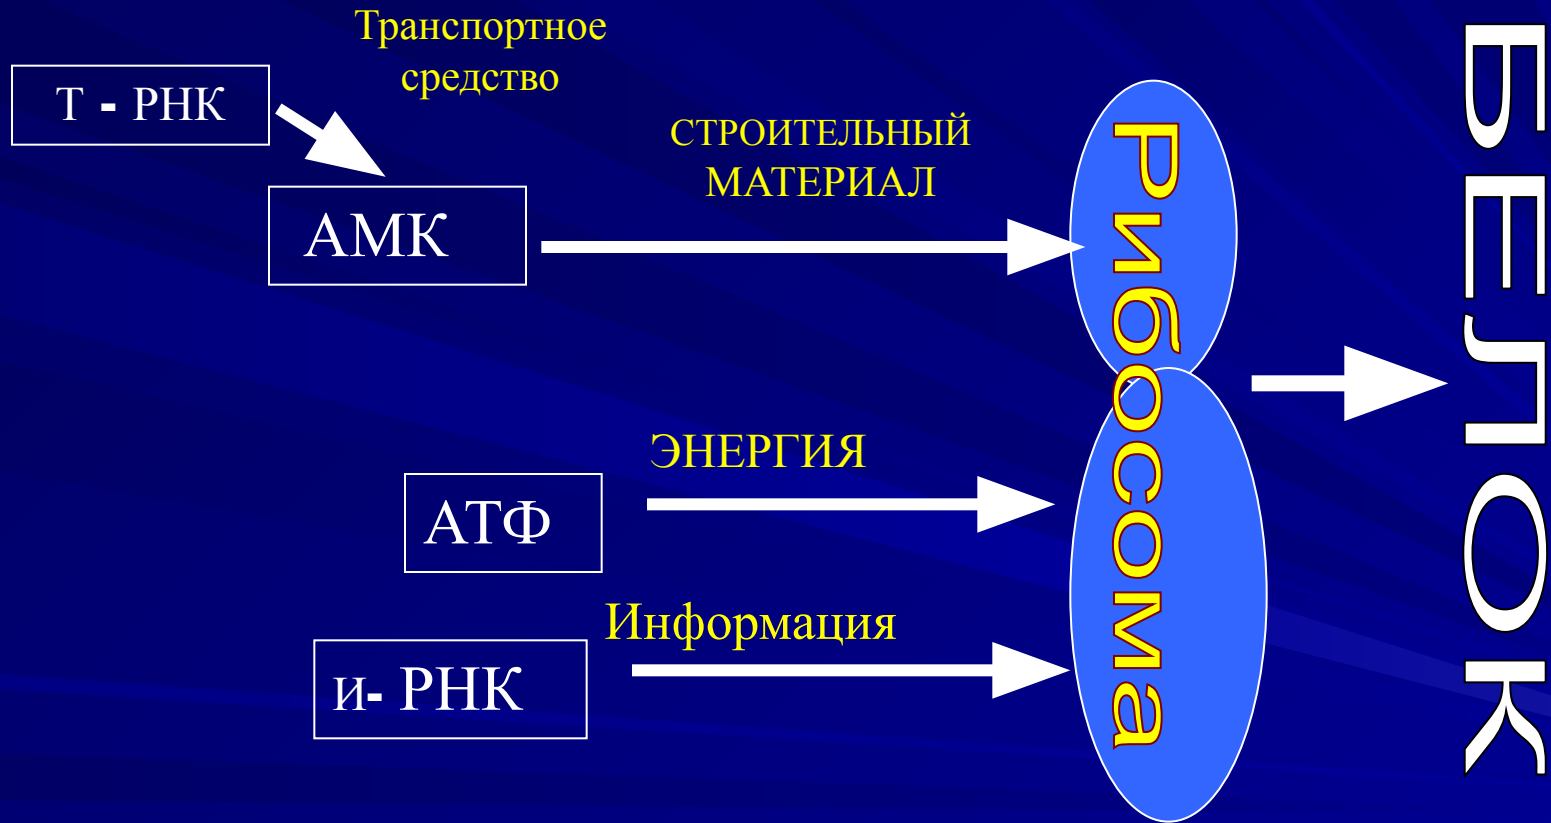 Транспортное
средство
Т - РНК
СТРОИТЕЛЬНЫЙ
МАТЕРИАЛ
АМК
ЭНЕРГИЯ
АТФ
Информация
и- РНК
Рибосома
БЕЛОК